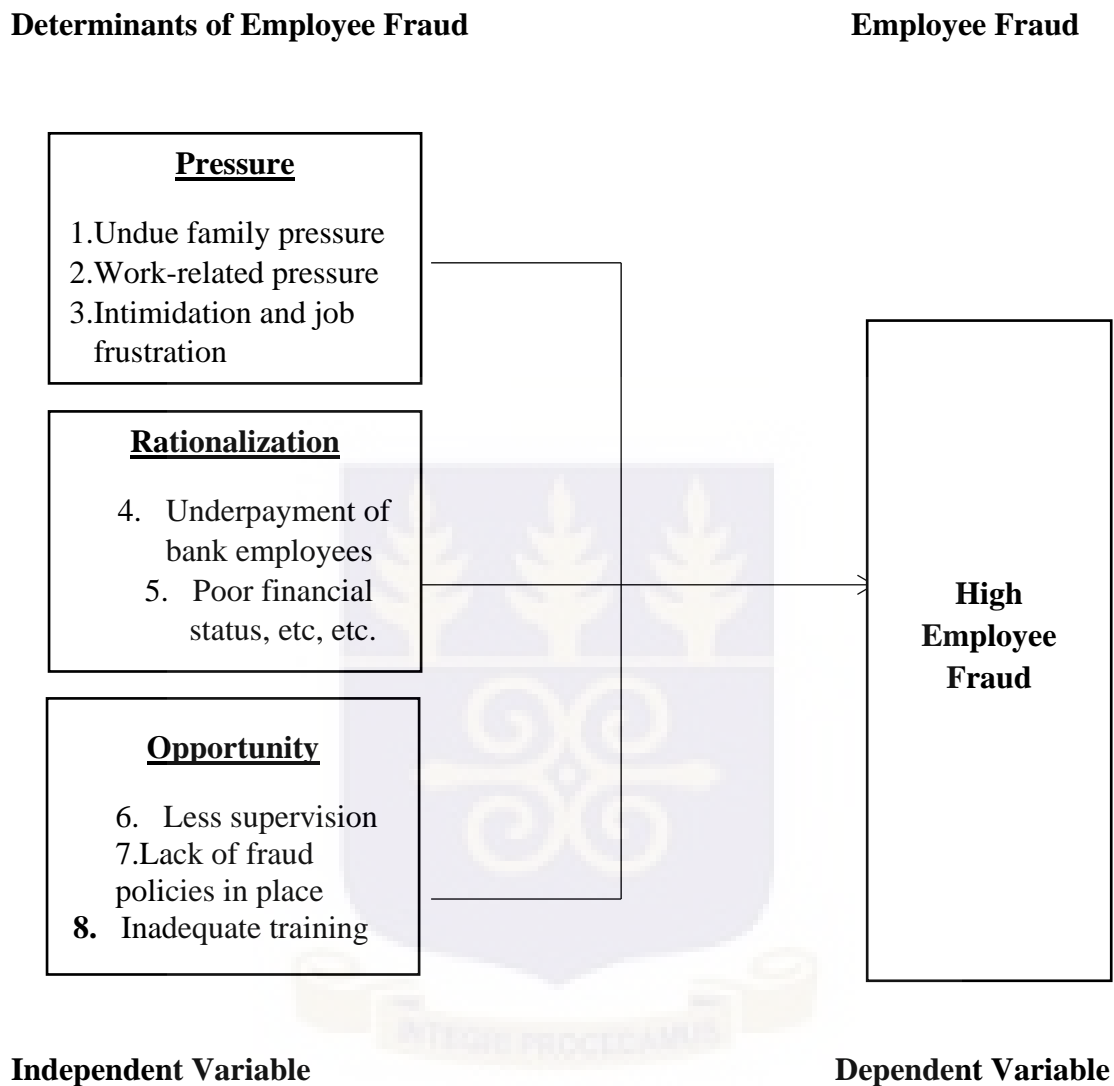 Determinants of Employee Fraud
Employee Fraud
Pressure
1.Undue family pressure
2.Work-related pressure
3.Intimidation and job
frustration
Rationalization
4. Underpayment of
bank employees
5. Poor financial
status, etc, etc.
Opportunity
6. Less supervision
7.Lack of fraud
policies in place
8. Inadequate training
High
Employee
Fraud
INTEGRI PROCEDAMUS
Independent Variable
Dependent Variable